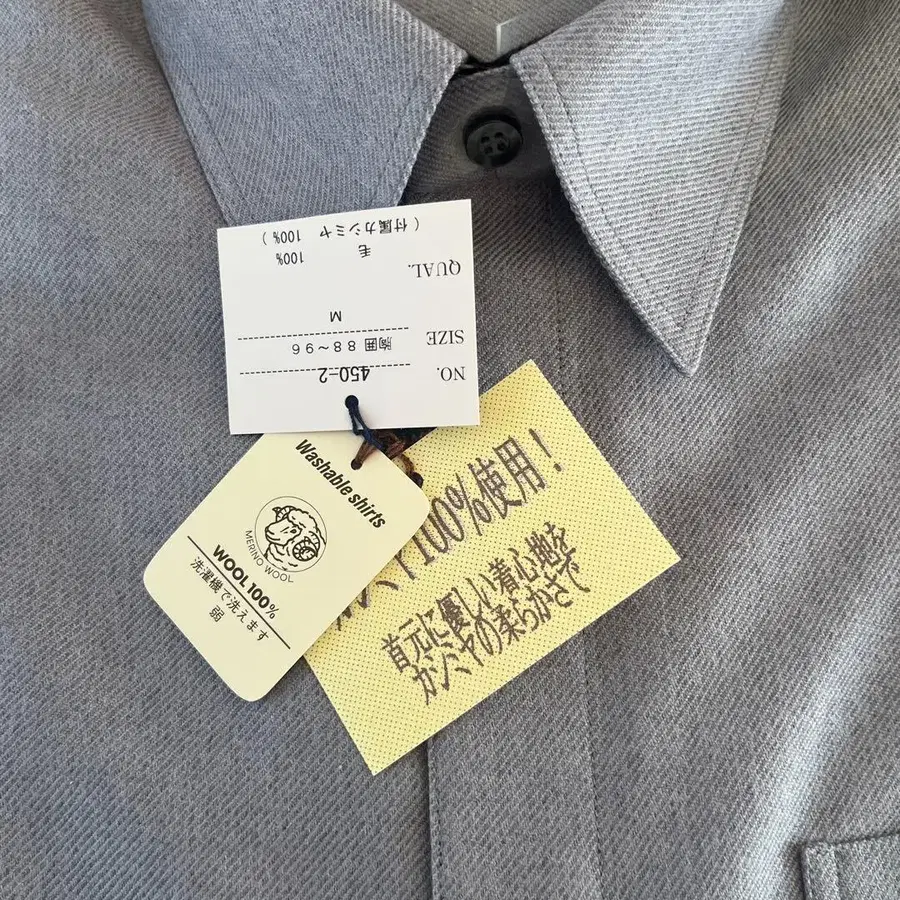 NO. 450-2
SIZE 胸囲 88～96
M
QUAL.
毛 100%
(付属カシミヤ 100%)
Washable shirts
MERINO WOOL
WOOL100%
洗濯機で洗えます
弱
100%使用！
首元に優しい着心地を
カシミヤの柔らかさで